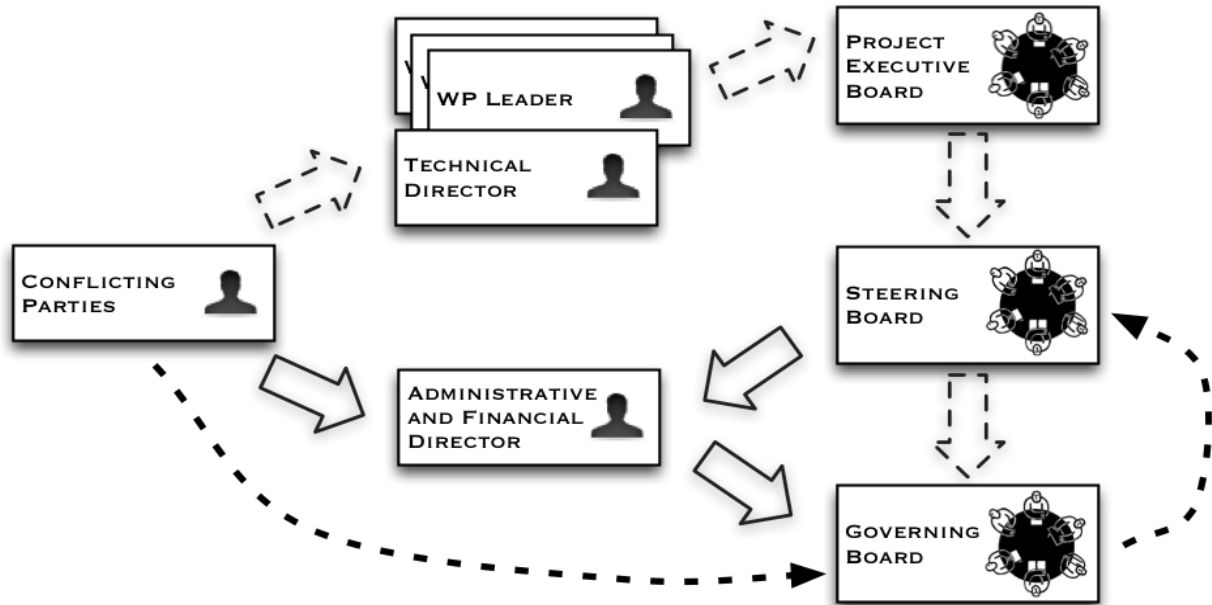 PROJECT
EXECUTIVE
BOARD
WP LEADER
TECHNICAL
DIRECTOR
CONFLICTING
PARTIES
STEERING
BOARD
ADMINISTRATIVE
AND FINANCIAL
DIRECTOR
GOVERNING
BOARD